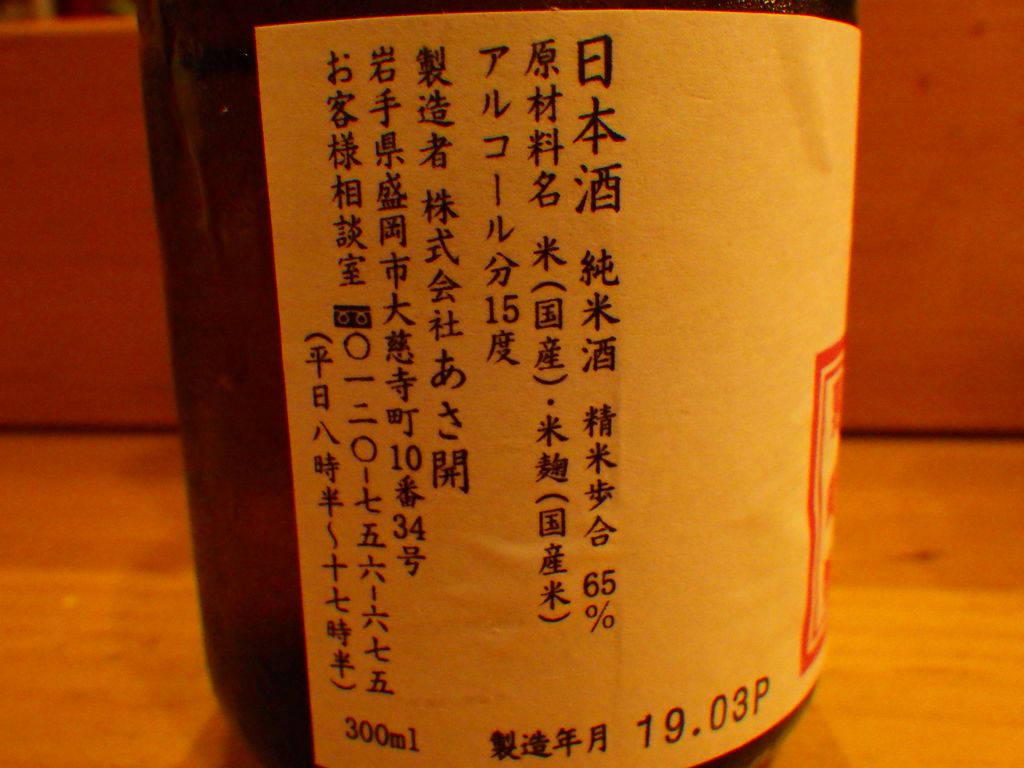 日本酒 純米酒 精米歩合 65%
原材料名 米(国産)・米麹(国産米)
アルコール分15度
製造者 株式会社あさ開
岩手県盛岡市大慈寺町10番34号
お客様相談室 〇一二〇-七五六-六七七五
(平日八時半~十七時半)
300ml
製造年月 19.03P